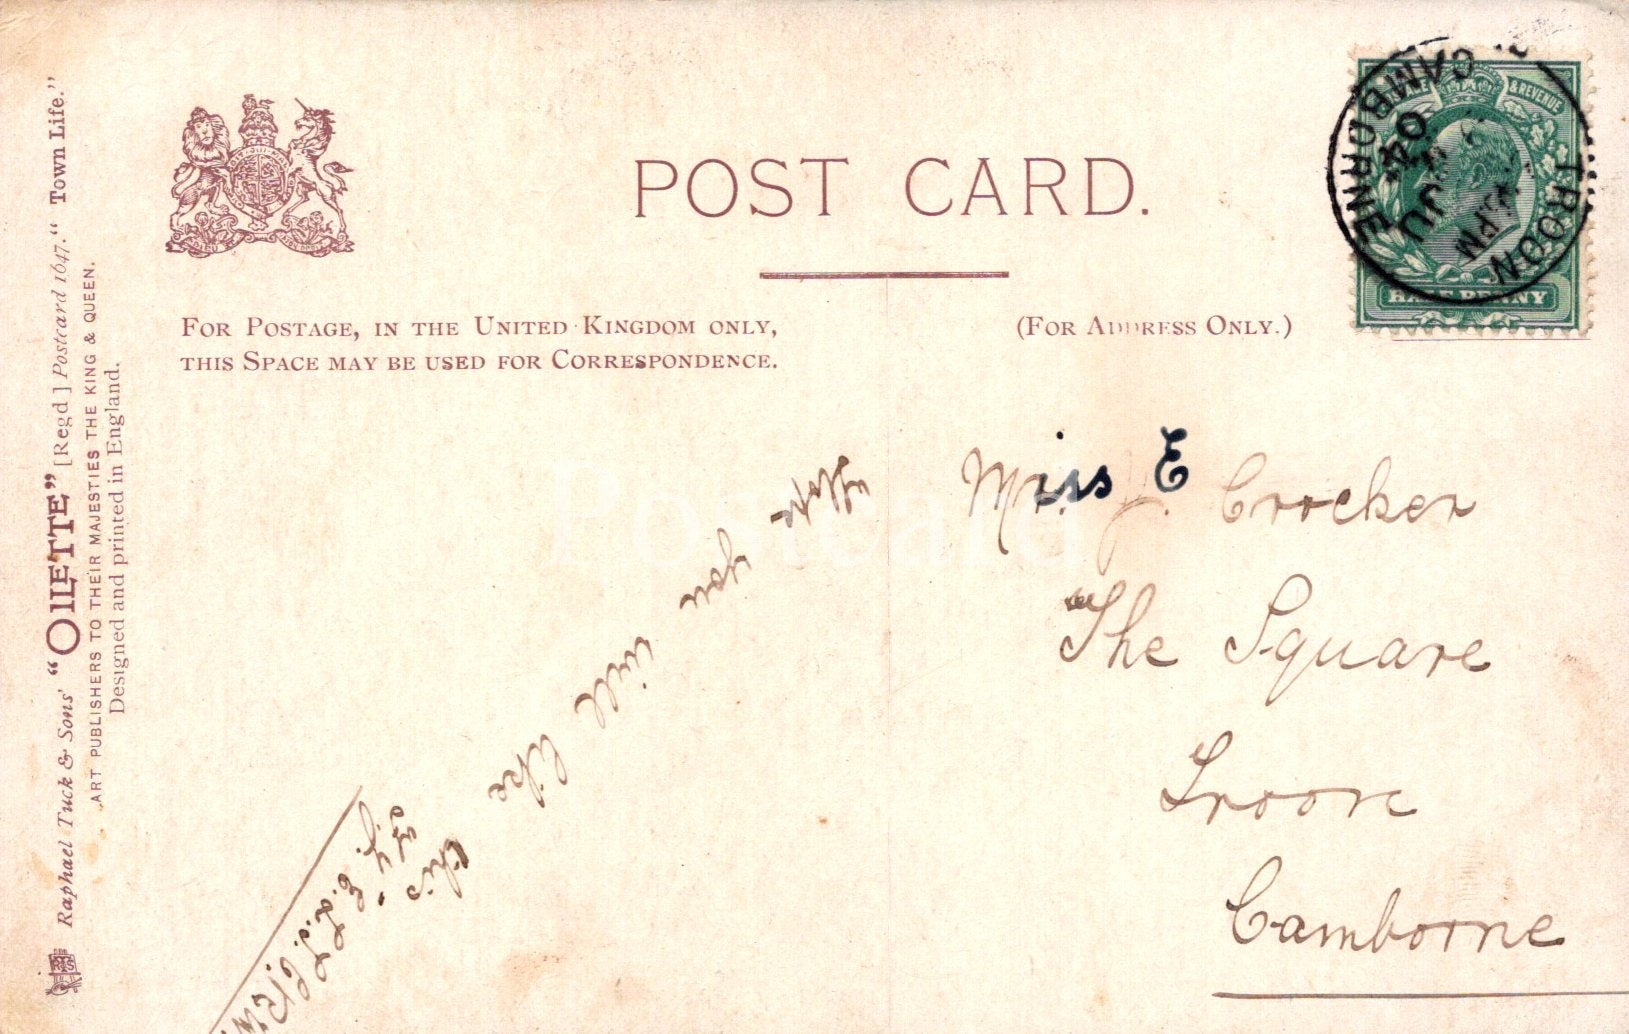 POST CARD.
FOR POSTAGE, IN THE UNITED KINGDOM ONLY,
THIS SPACE MAY BE USED FOR CORRESPONDENCE.
(FOR ADDRESS ONLY.)
& REVENUE
HALF PENNY
TROON
CAMBORNE
PM
JU
04
Miss E Crocker
The Square
Troon
Camborne
Hope you will like
this
Raphael Tuck & Sons' "OILETTE" [Regd] Postcard 1647. "Town Life."
ART PUBLISHERS TO THEIR MAJESTIES THE KING & QUEEN.
Designed and printed in England.